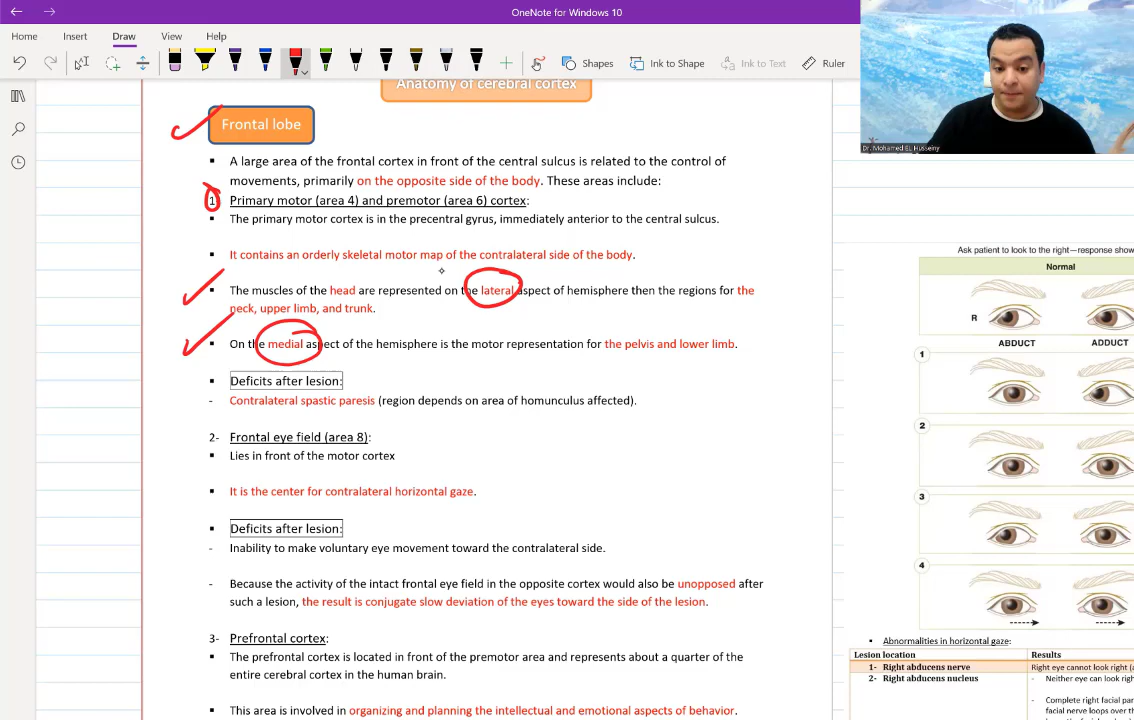 OneNote for Windows 10
Home Insert Draw View Help
Shapes Ink to Shape Ink to Text Ruler
Dr. Mohamed EL Husseiny
Anatomy of cerebral cortex
Frontal lobe
▪ A large area of the frontal cortex in front of the central sulcus is related to the control of
movements, primarily on the opposite side of the body. These areas include:
1- Primary motor (area 4) and premotor (area 6) cortex:
▪ The primary motor cortex is in the precentral gyrus, immediately anterior to the central sulcus.
▪ It contains an orderly skeletal motor map of the contralateral side of the body.
▪ The muscles of the head are represented on the lateral aspect of hemisphere then the regions for the
neck, upper limb, and trunk.
▪ On the medial aspect of the hemisphere is the motor representation for the pelvis and lower limb.
▪ Deficits after lesion:
- Contralateral spastic paresis (region depends on area of homunculus affected).
2- Frontal eye field (area 8):
▪ Lies in front of the motor cortex
▪ It is the center for contralateral horizontal gaze.
▪ Deficits after lesion:
- Inability to make voluntary eye movement toward the contralateral side.
- Because the activity of the intact frontal eye field in the opposite cortex would also be unopposed after
such a lesion, the result is conjugate slow deviation of the eyes toward the side of the lesion.
3- Prefrontal cortex:
▪ The prefrontal cortex is located in front of the premotor area and represents about a quarter of the
entire cerebral cortex in the human brain.
▪ This area is involved in organizing and planning the intellectual and emotional aspects of behavior.
Ask patient to look to the right—response show
Normal
R
ABDUCT ADDUCT
1
2
3
4
▪ Abnormalities in horizontal gaze:
Lesion location Results
1- Right abducens nerve Right eye cannot look right (a
2- Right abducens nucleus - Neither eye can look righ
- Complete right facial par
facial nerve loops over th